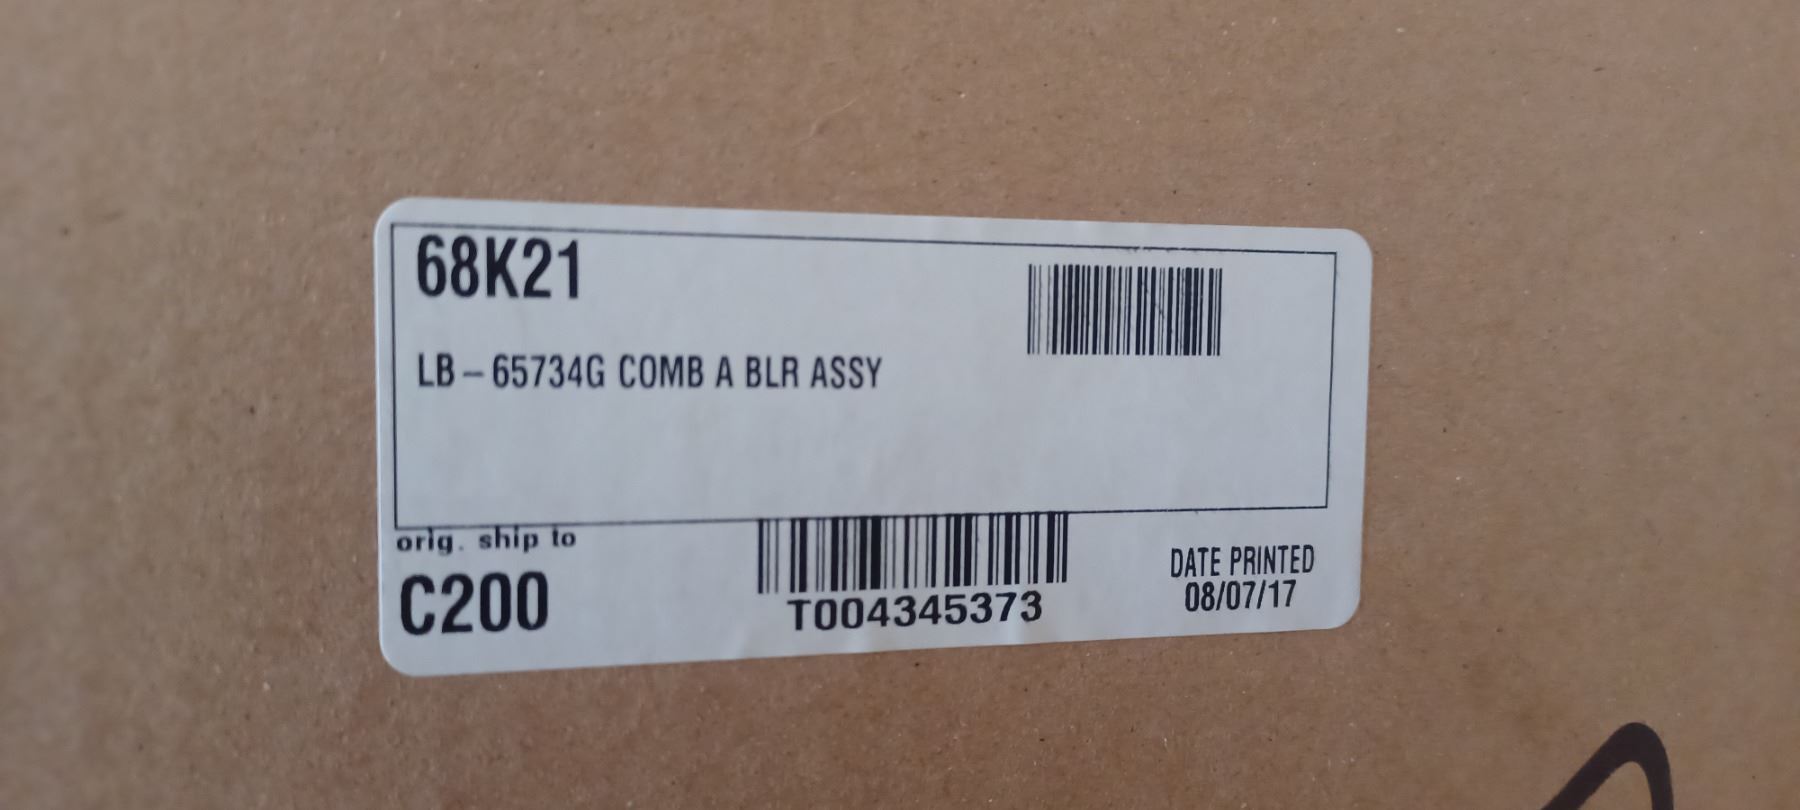 68K21
LB-65734G COMB A BLR ASSY
orig. ship to
C200
T004345373
DATE PRINTED
08/07/17